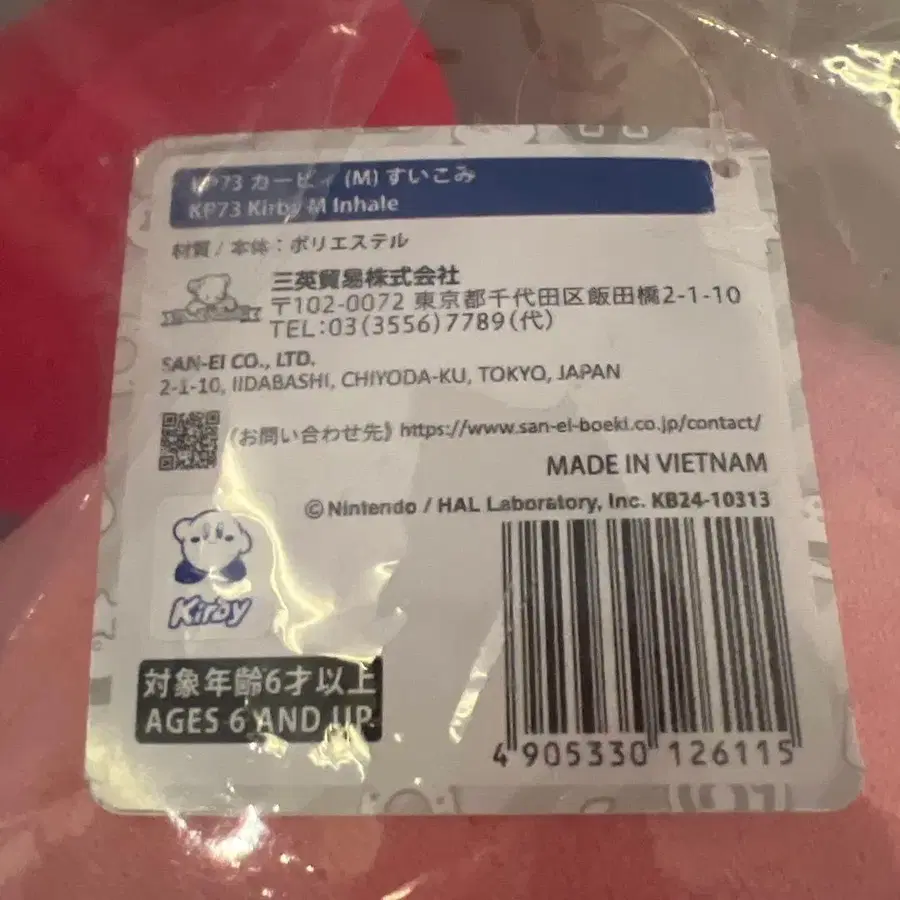 KP73 カービィ (M) すいこみ
KP73 Kirby M Inhale
材質 / 本体：ポリエステル
三英貿易株式会社
〒102-0072 東京都千代田区飯田橋2-1-10
TEL：03(3556)7789(代)
SAN-EI CO., LTD.
2-1-10, IIDABASHI, CHIYODA-KU, TOKYO, JAPAN
《お問い合わせ先》https://www.san-ei-boeki.co.jp/contact/
MADE IN VIETNAM
©Nintendo / HAL Laboratory, Inc. KB24-10313
Kirby
対象年齢6才以上
AGES 6 AND UP
4 905330 126115